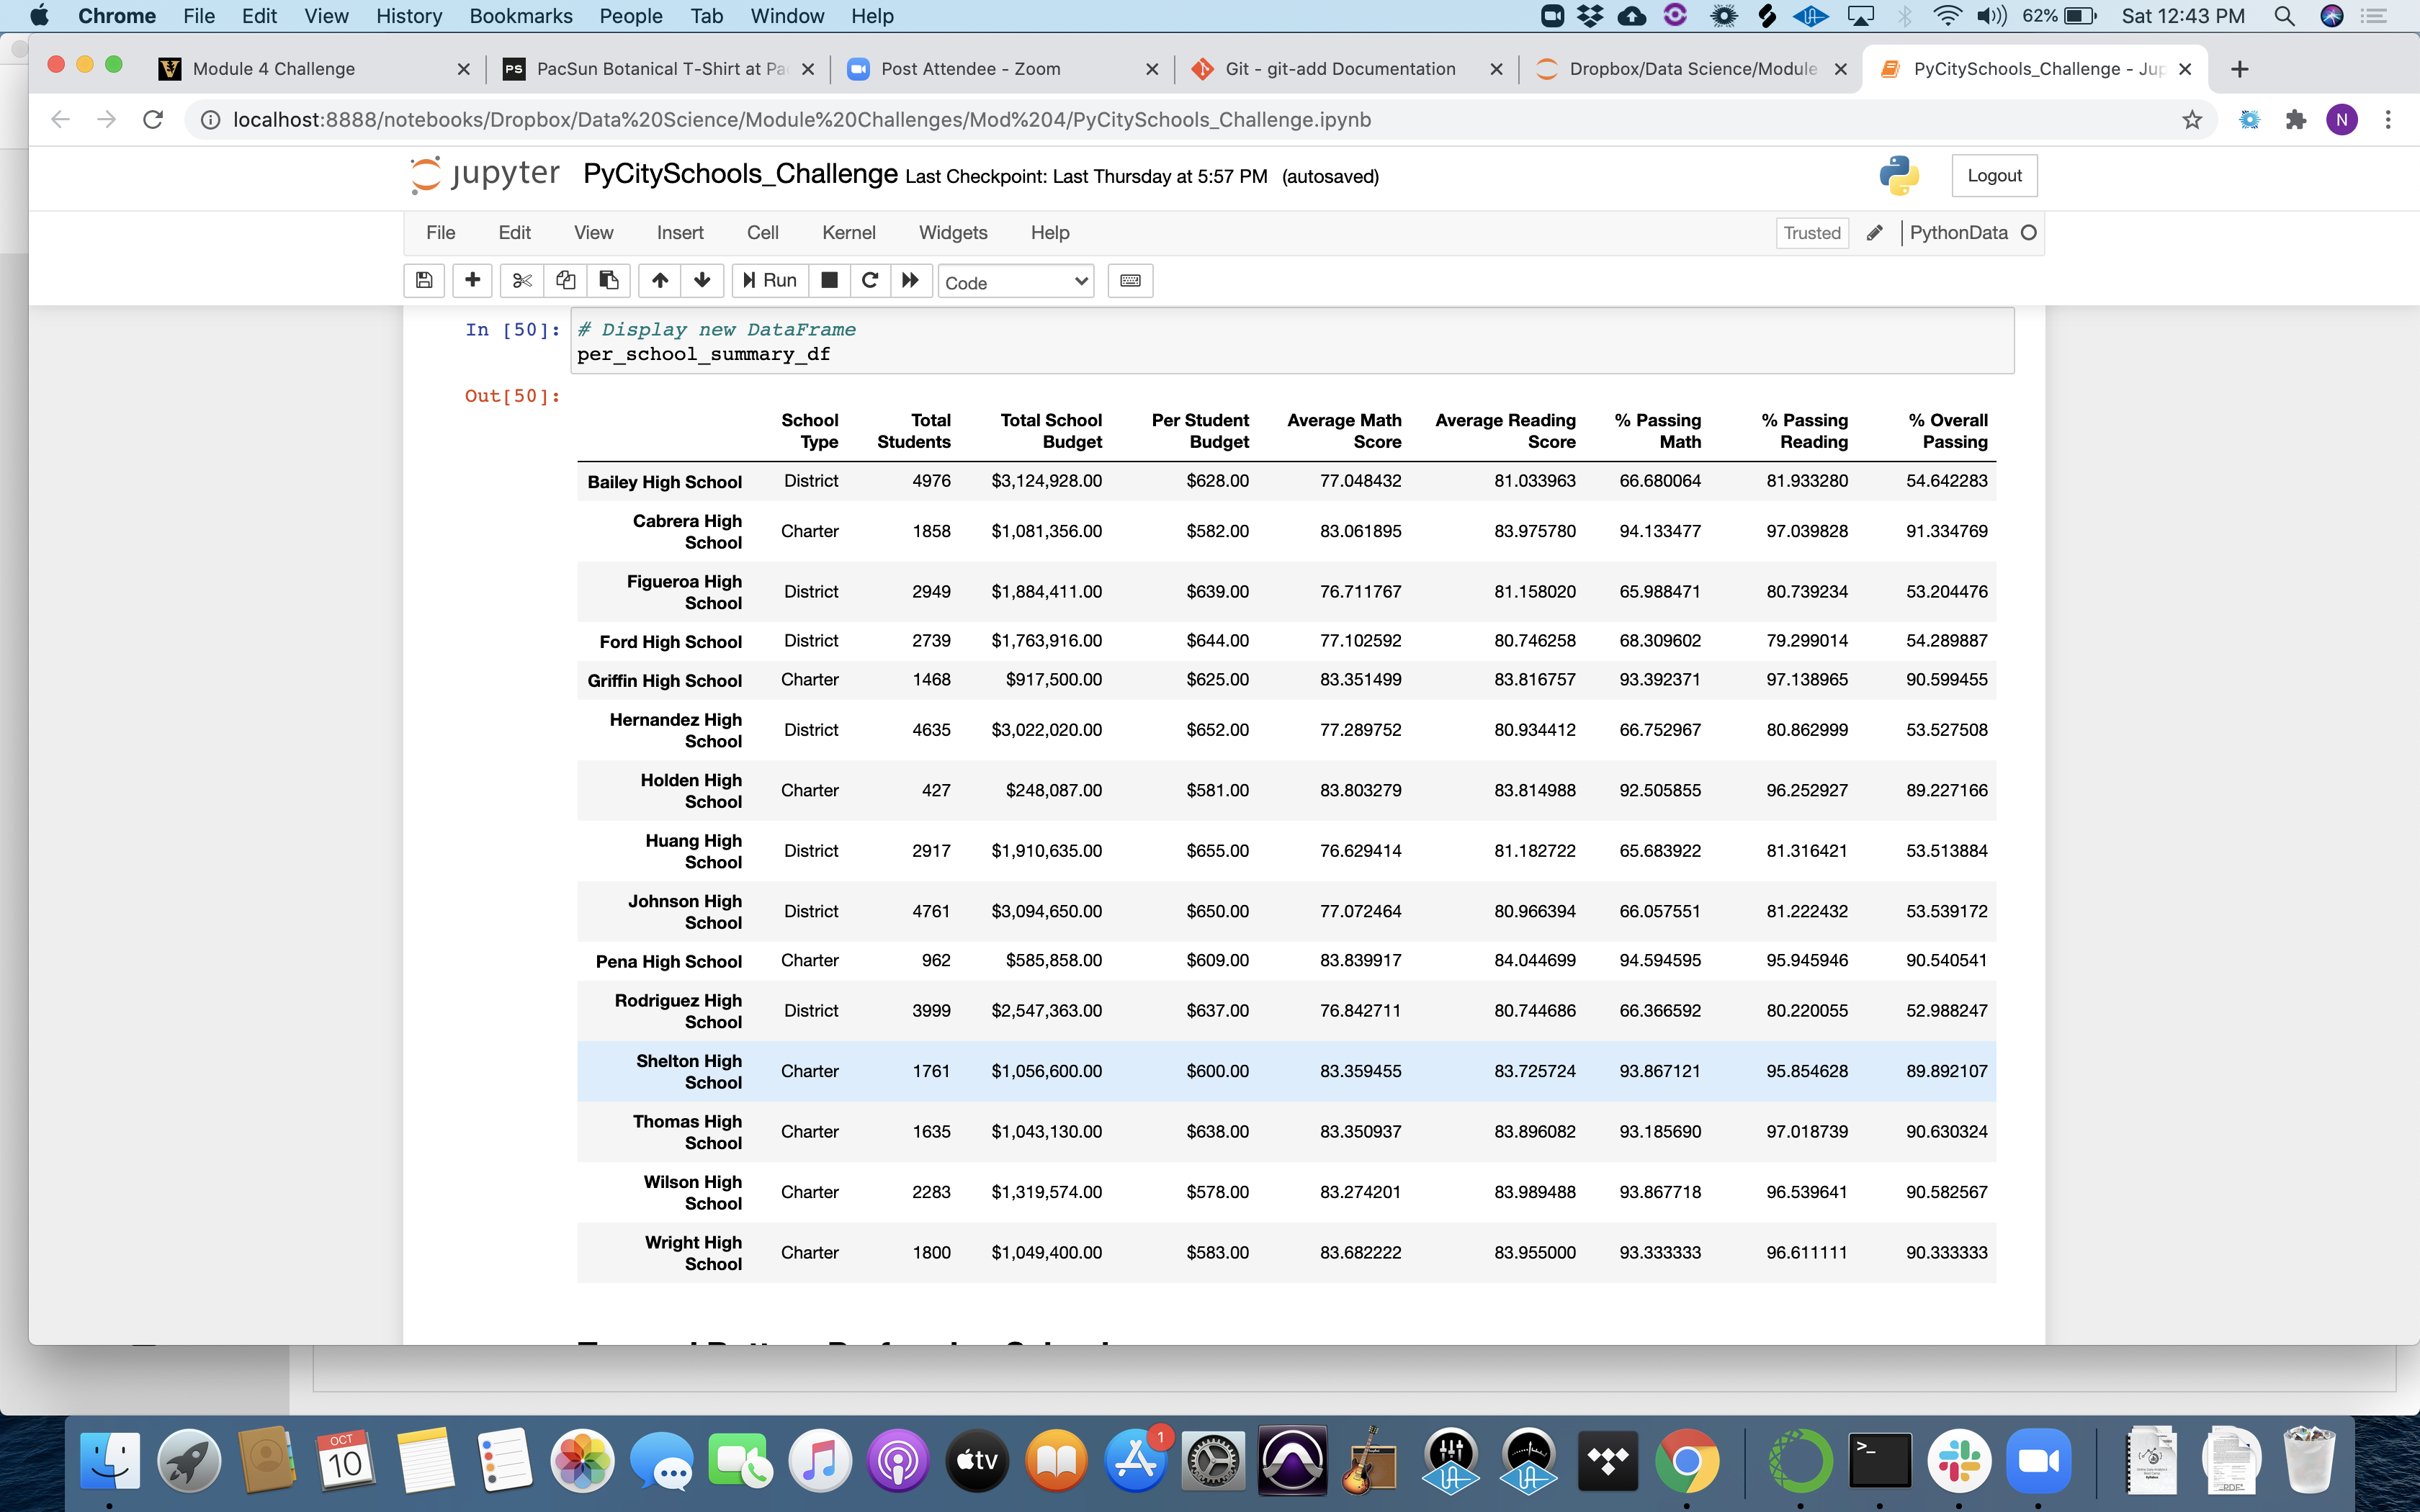 Chrome File Edit View History Bookmarks People Tab Window Help 62% Sat 12:43 PM
Module 4 Challenge PacSun Botanical T-Shirt at Pa Post Attendee - Zoom Git - git-add Documentation Dropbox/Data Science/Module PyCitySchools_Challenge - Jup
localhost:8888/notebooks/Dropbox/Data%20Science/Module%20Challenges/Mod%204/PyCitySchools_Challenge.ipynb N
jupyter PyCitySchools_Challenge Last Checkpoint: Last Thursday at 5:57 PM (autosaved) Logout
File Edit View Insert Cell Kernel Widgets Help Trusted PythonData
Run Code
In [50]: # Display new DataFrame
per_school_summary_df
Out[50]:
School Total Total School Per Student Average Math Average Reading % Passing % Passing % Overall
Type Students Budget Budget Score Score Math Reading Passing
Bailey High School District 4976 $3,124,928.00 $628.00 77.048432 81.033963 66.680064 81.933280 54.642283
Cabrera High
School Charter 1858 $1,081,356.00 $582.00 83.061895 83.975780 94.133477 97.039828 91.334769
Figueroa High
School District 2949 $1,884,411.00 $639.00 76.711767 81.158020 65.988471 80.739234 53.204476
Ford High School District 2739 $1,763,916.00 $644.00 77.102592 80.746258 68.309602 79.299014 54.289887
Griffin High School Charter 1468 $917,500.00 $625.00 83.351499 83.816757 93.392371 97.138965 90.599455
Hernandez High
School District 4635 $3,022,020.00 $652.00 77.289752 80.934412 66.752967 80.862999 53.527508
Holden High
School Charter 427 $248,087.00 $581.00 83.803279 83.814988 92.505855 96.252927 89.227166
Huang High
School District 2917 $1,910,635.00 $655.00 76.629414 81.182722 65.683922 81.316421 53.513884
Johnson High
School District 4761 $3,094,650.00 $650.00 77.072464 80.966394 66.057551 81.222432 53.539172
Pena High School Charter 962 $585,858.00 $609.00 83.839917 84.044699 94.594595 95.945946 90.540541
Rodriguez High
School District 3999 $2,547,363.00 $637.00 76.842711 80.744686 66.366592 80.220055 52.988247
Shelton High
School Charter 1761 $1,056,600.00 $600.00 83.359455 83.725724 93.867121 95.854628 89.892107
Thomas High
School Charter 1635 $1,043,130.00 $638.00 83.350937 83.896082 93.185690 97.018739 90.630324
Wilson High
School Charter 2283 $1,319,574.00 $578.00 83.274201 83.989488 93.867718 96.539641 90.582567
Wright High
School Charter 1800 $1,049,400.00 $583.00 83.682222 83.955000 93.333333 96.611111 90.333333
OCT
10
tv
1
PDF